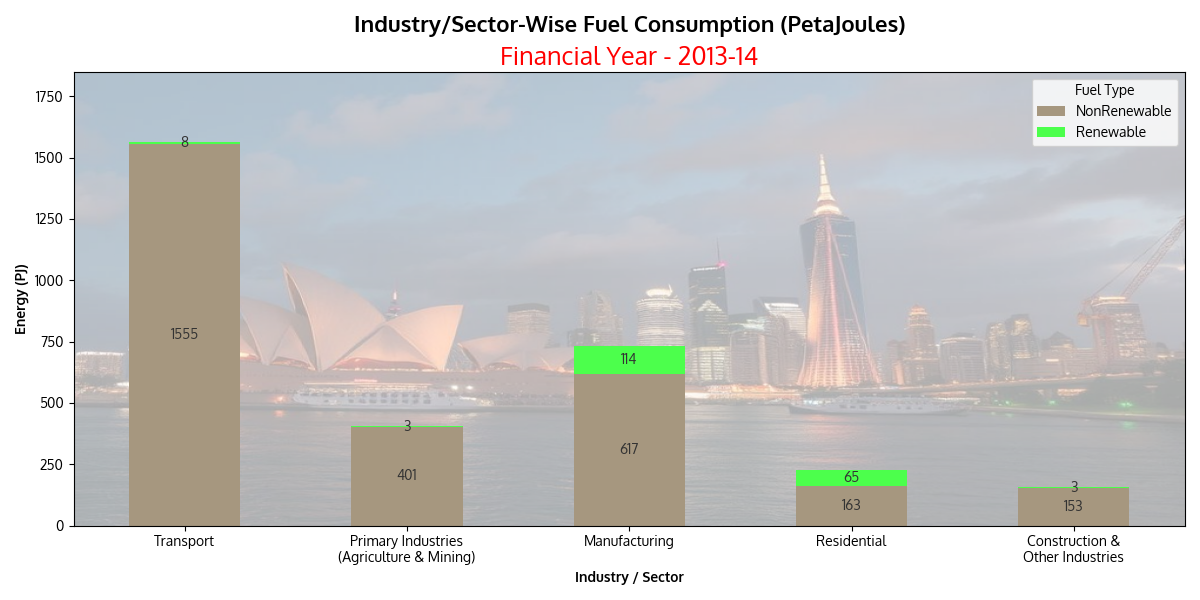 Industry/Sector-Wise Fuel Consumption (PetaJoules)
Financial Year - 2013-14
Fuel Type
NonRenewable
Renewable
Energy (PJ)
1750
1500
1250
1000
750
500
250
0
8
1555
3
401
114
617
65
163
3
153
Transport
Primary Industries
(Agriculture & Mining)
Manufacturing
Residential
Construction &
Other Industries
Industry / Sector